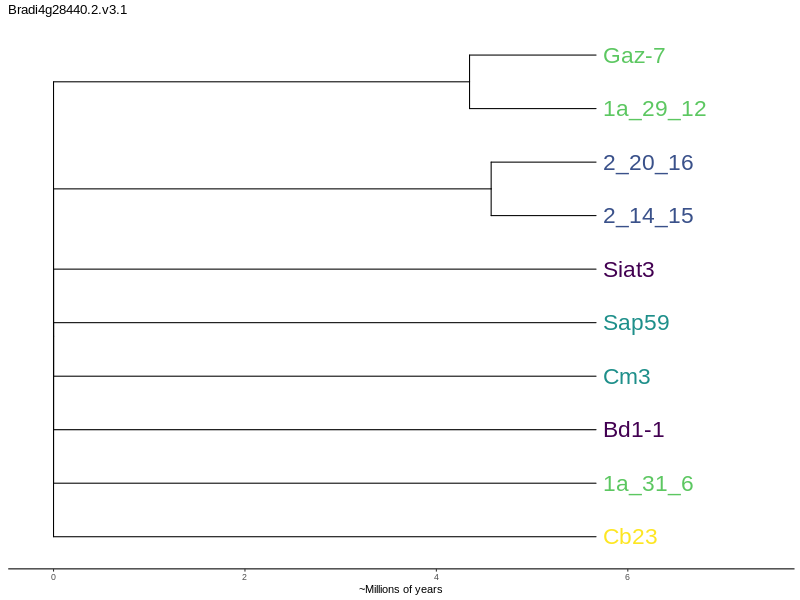 Bradi4g28440.2.v3.1
Gaz-7
1a_29_12
2_20_16
2_14_15
Siat3
Sap59
Cm3
Bd1-1
1a_31_6
Cb23
0 2 4 6
~Millions of years